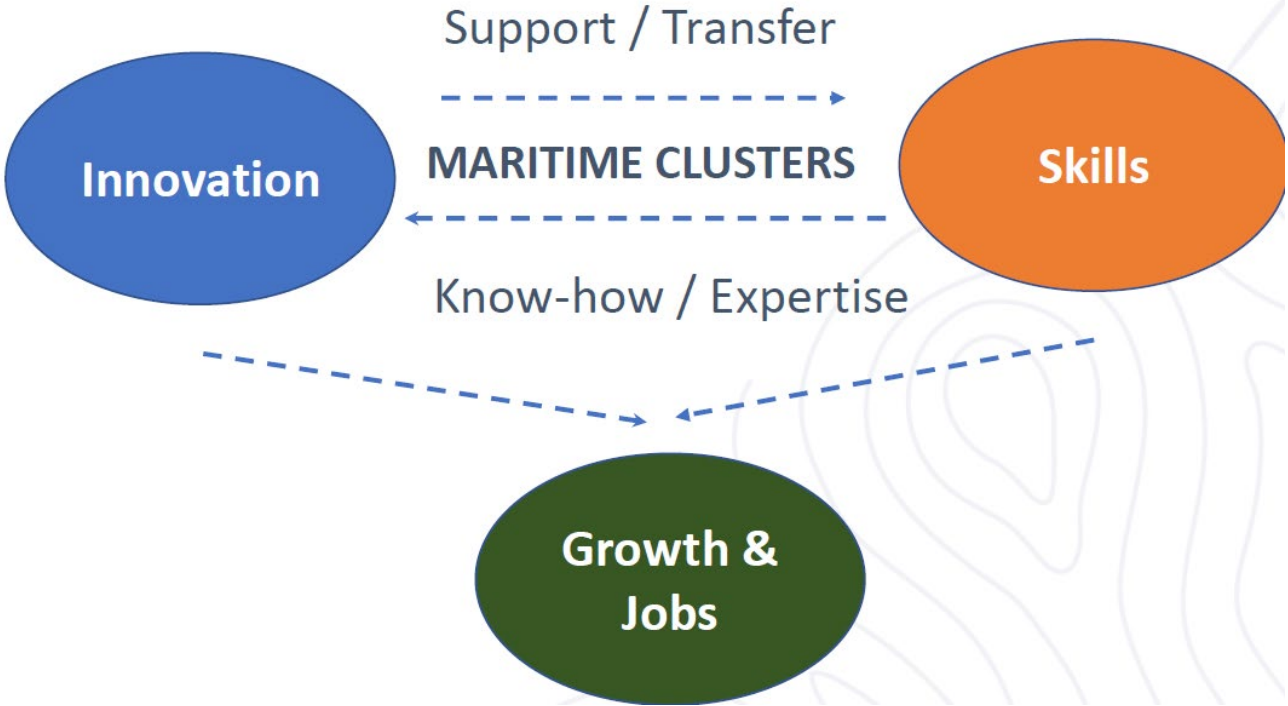 Support / Transfer
Innovation
MARITIME CLUSTERS
Skills
Know-how / Expertise
Growth &
Jobs